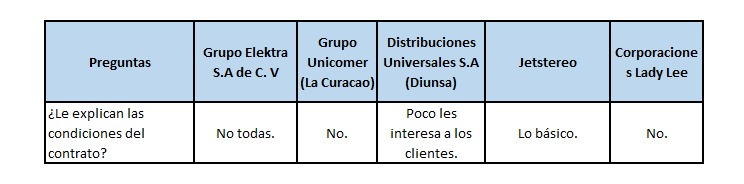 Preguntas
Grupo Elektra
S.A de C. V
Grupo
Unicomer
(La Curacao)
Distribuciones
Universales S.A
(Diunsa)
Jetstereo
Corporacione
s Lady Lee
¿Le explican las
condiciones del
contrato?
No todas.
No.
Poco les
interesa a los
clientes.
Lo básico.
No.